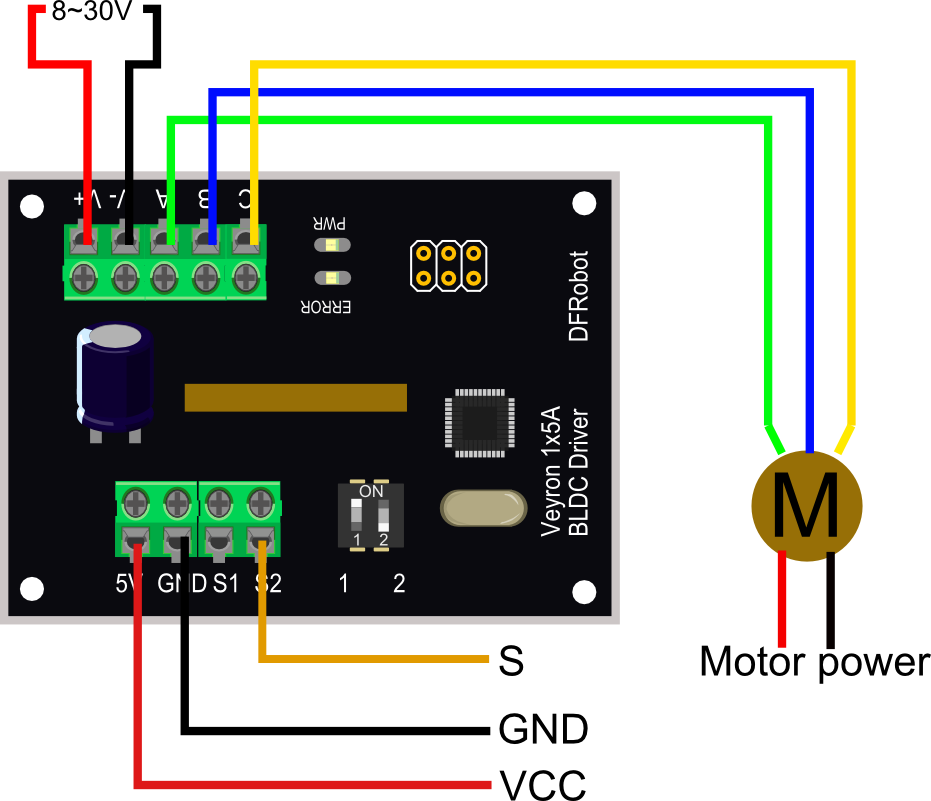 8~30V
V+ V- A B C
PWR
ERROR
DFRobot
Veyron 1x5A
BLDC Driver
M
ON
1 2
5V GND S1 S2 1 2
Motor power
S
GND
VCC